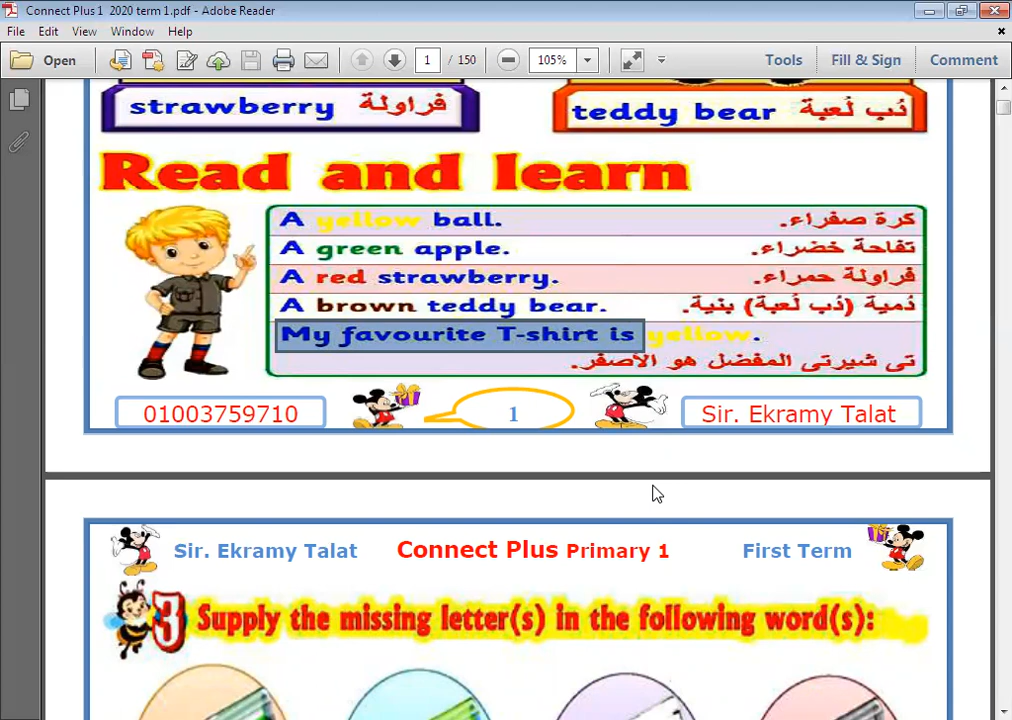 Connect Plus 1 2020 term 1.pdf - Adobe Reader
File Edit View Window Help
Open 1 / 150 105% Tools Fill & Sign Comment
strawberry فراولة
teddy bear دُب لُعبة
Read and learn
A yellow ball. كرة صفراء.
A green apple. تفاحة خضراء.
A red strawberry. فراولة حمراء.
A brown teddy bear. دُمية (دُب لُعبة) بنية.
My favourite T-shirt is yellow.
تى شيرتى المفضل هو الأصفر.
01003759710 1 Sir. Ekramy Talat
Sir. Ekramy Talat Connect Plus Primary 1 First Term
3 Supply the missing letter(s) in the following word(s):